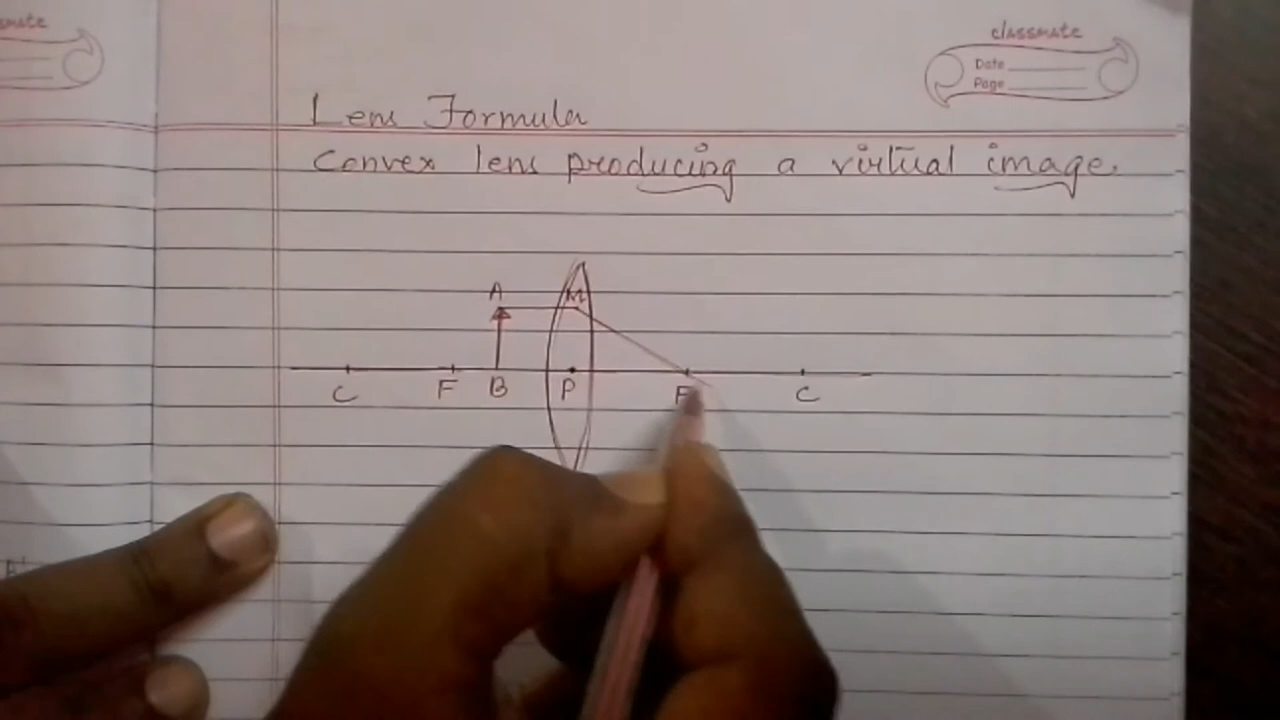 classmate
Date
Page
Lens Formula
Convex lens producing a virtual image.
A M
C F B P F C